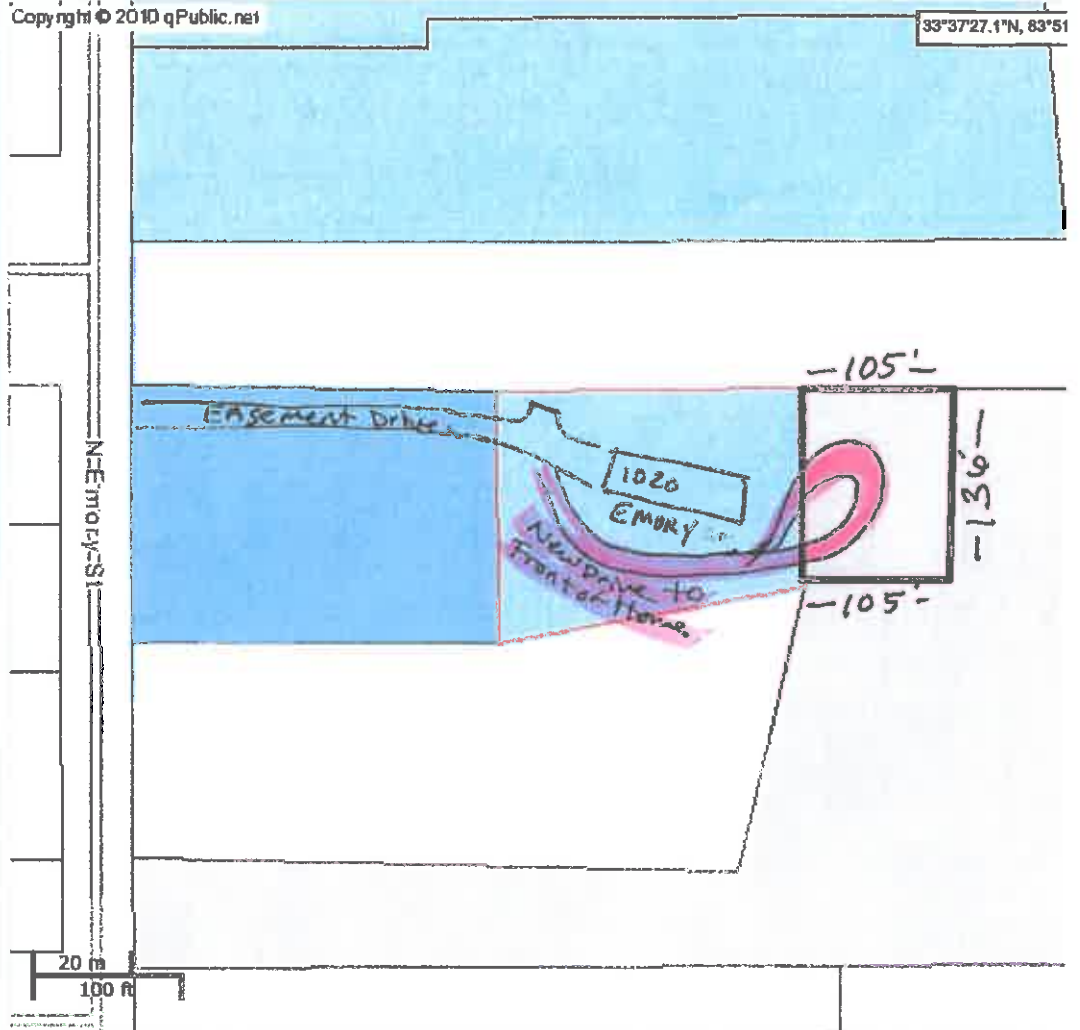 Copyright © 2010 qPublic.net
33°37'27.1"N, 83°51
-105'-
Easement Drive
1020
EMORY
-136'-
New Drive to
Front of Home.
-105'-
N-Emory-St
20 m
100 ft